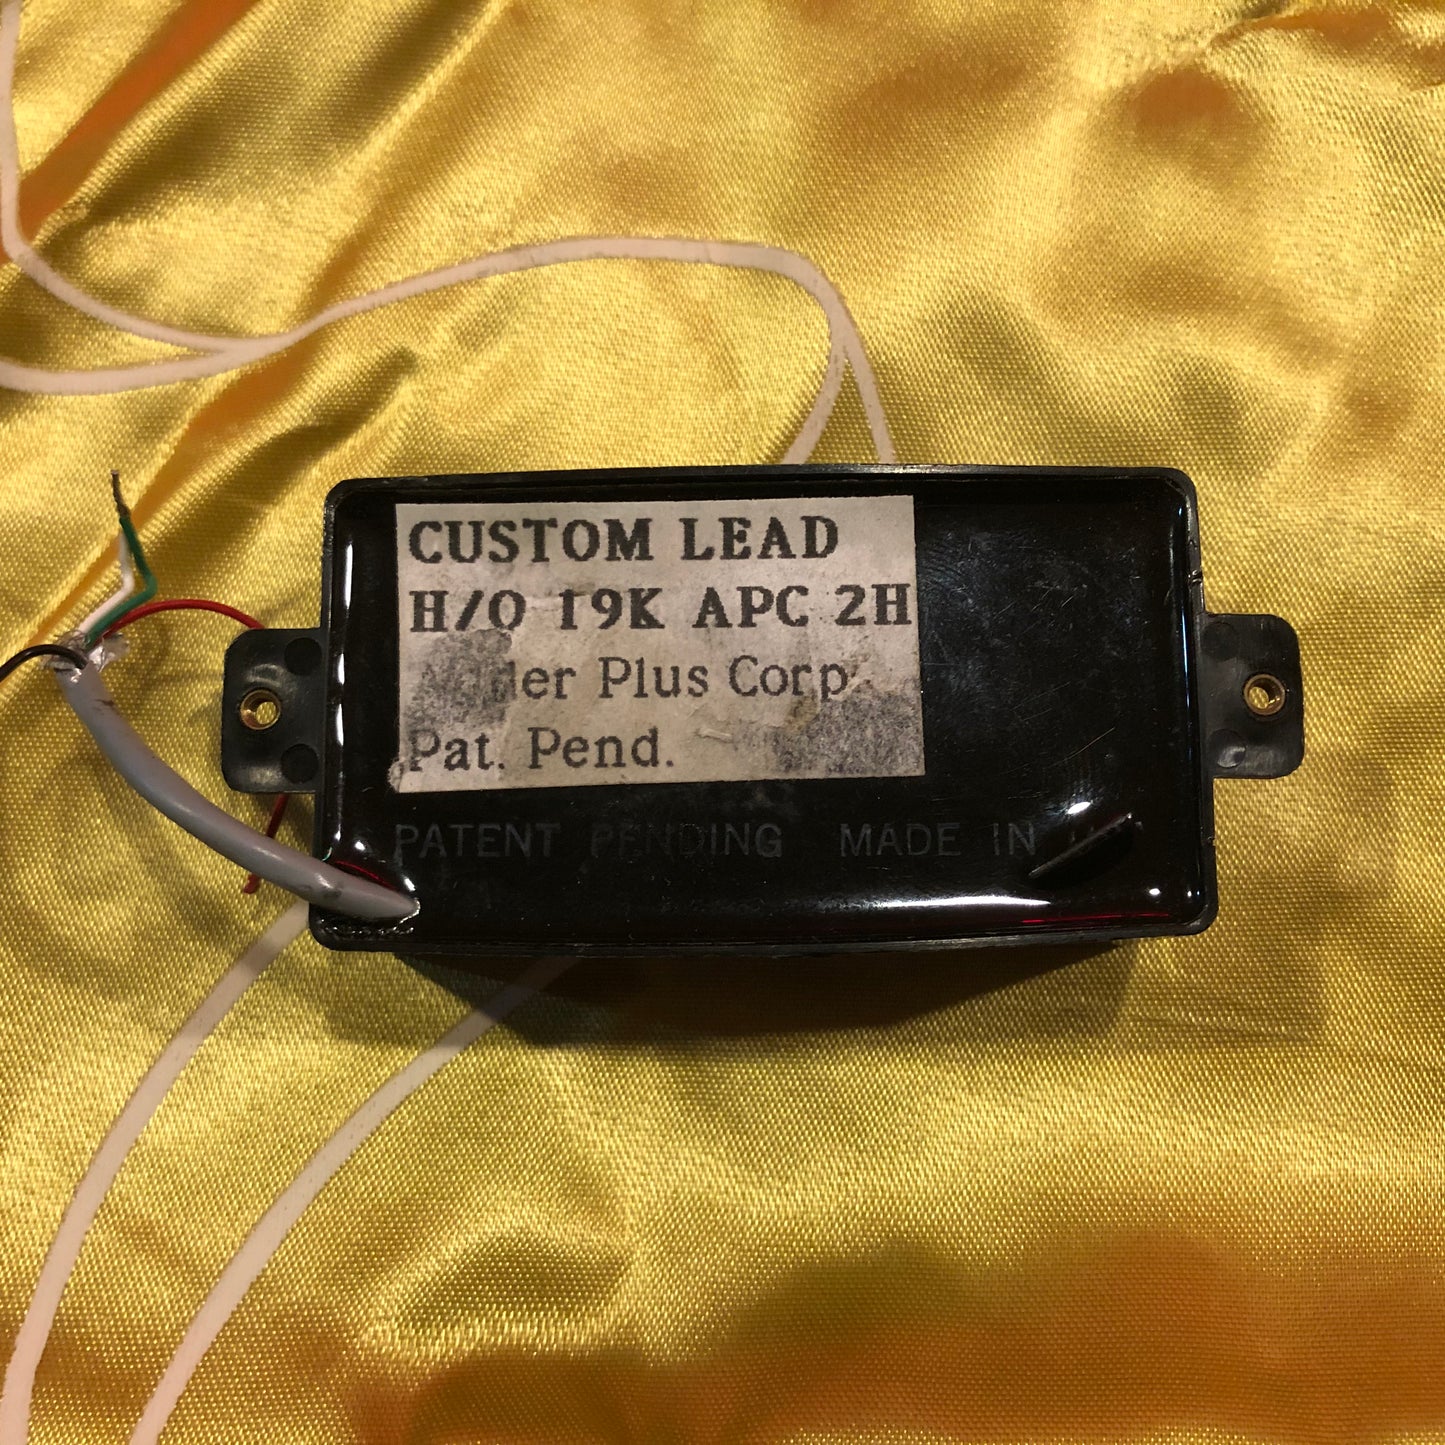 CUSTOM LEAD
H/O 19K APC 2H
Plus Corp.
Pat. Pend.
PATENT PENDING MADE IN